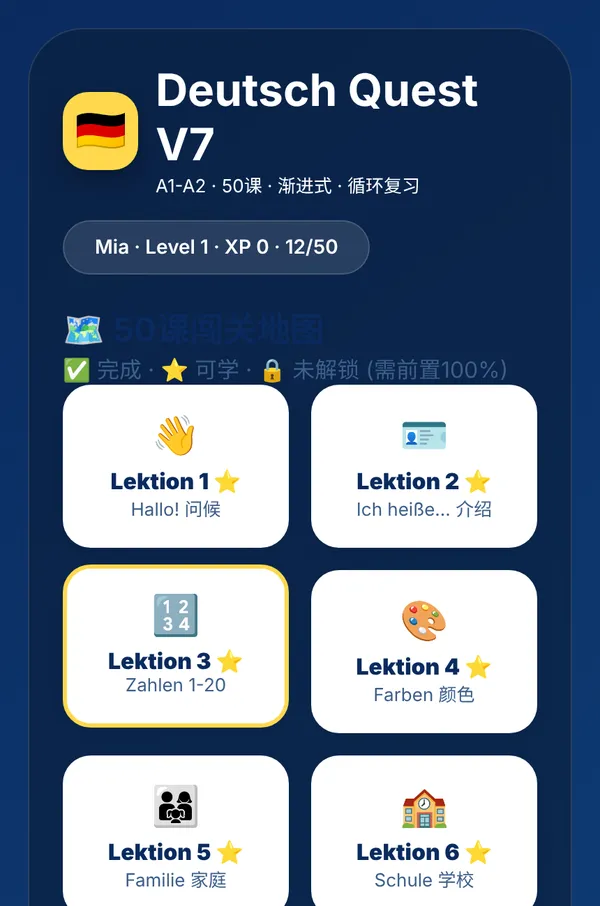 Deutsch Quest
V7
A1-A2 · 50课 · 渐进式 · 循环复习
Mia · Level 1 · XP 0 · 12/50
🗺️ 50课闯关地图
✅ 完成 · ⭐ 可学 · 🔒 未解锁 (需前置100%)
Lektion 1 ⭐
Hallo! 问候
Lektion 2 ⭐
Ich heiße... 介绍
Lektion 3 ⭐
Zahlen 1-20
Lektion 4 ⭐
Farben 颜色
Lektion 5 ⭐
Familie 家庭
Lektion 6 ⭐
Schule 学校